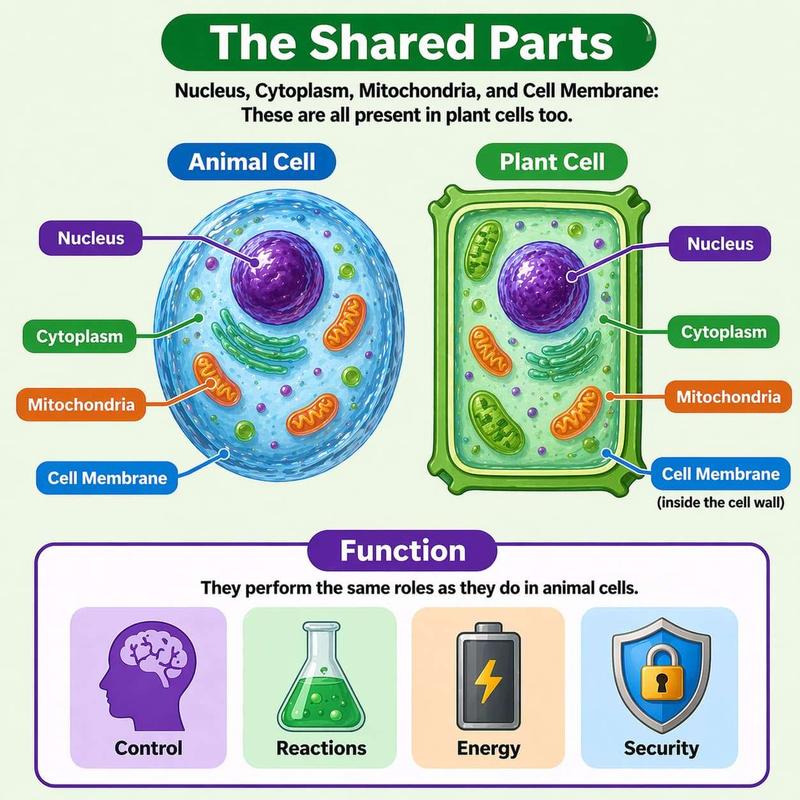 The Shared Parts
Nucleus, Cytoplasm, Mitochondria, and Cell Membrane:
These are all present in plant cells too.
Animal Cell
Nucleus
Cytoplasm
Mitochondria
Cell Membrane
Plant Cell
Nucleus
Cytoplasm
Mitochondria
Cell Membrane
(inside the cell wall)
Function
They perform the same roles as they do in animal cells.
Control
Reactions
Energy
Security